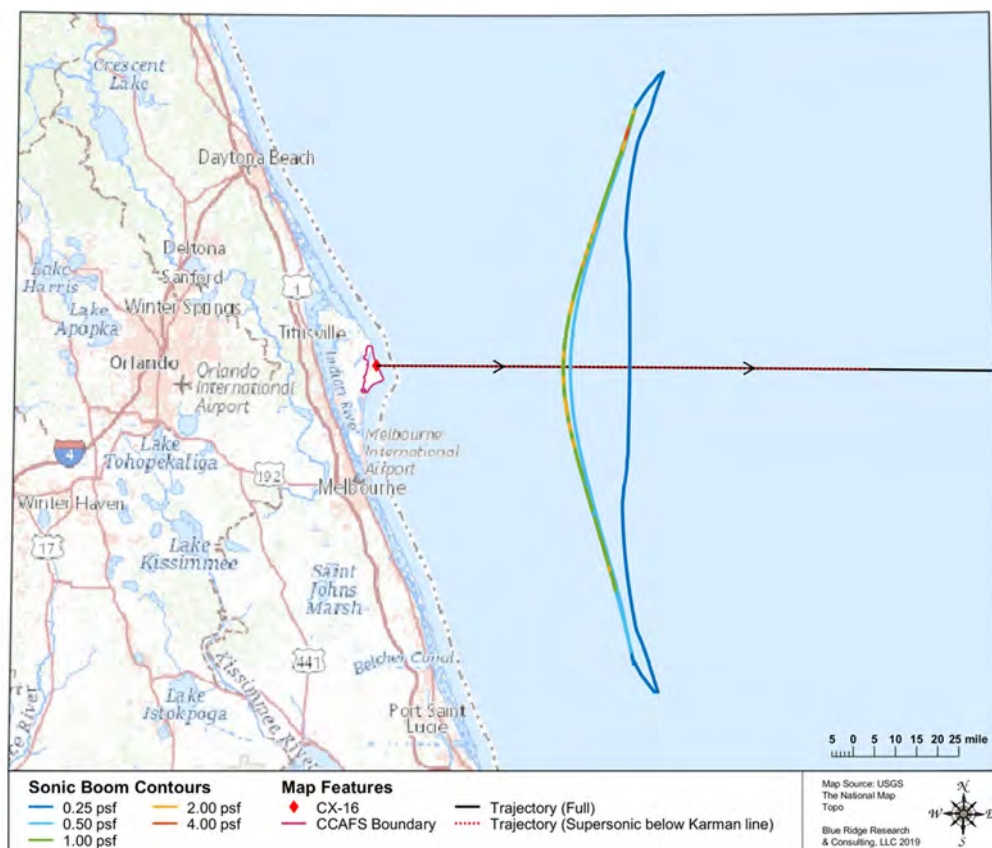 Crescent
Lake
Daytona Beach
Deltona
Sanford
Lake
Harris
Winter Springs
Lake
Apopka
1
Titusville
Orlando
Orlando
International
Airport
Indian River
4
Lake
Tohopekaliga
Melbourne
International
Airport
192
Melbourne
Winter Haven
17
Lake
Kissimmee
Saint
Johns
Marsh
441
Belcher Canal
Kissimmee River
Lake
Istokpoga
Port Saint
Lucie
ce River
5 0 5 10 15 20 25 mile
Sonic Boom Contours
0.25 psf
0.50 psf
1.00 psf
2.00 psf
4.00 psf
Map Features
CX-16
CCAFS Boundary
Trajectory (Full)
Trajectory (Supersonic below Karman line)
Map Source: USGS
The National Map
Topo
Blue Ridge Research
& Consulting, LLC 2019
N
W E
S